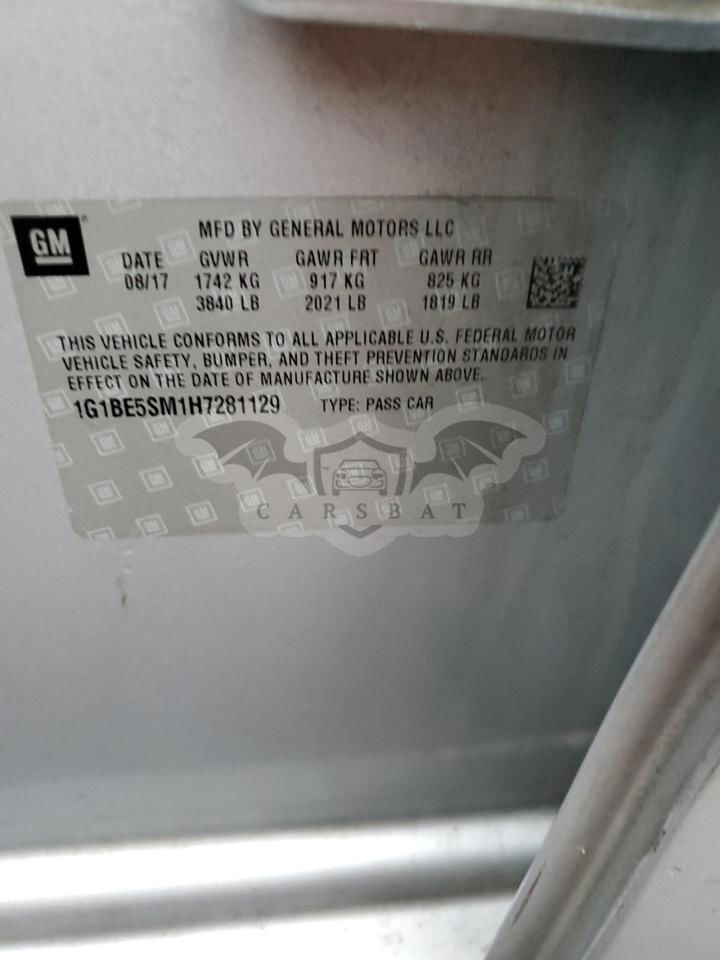 GM
MFD BY GENERAL MOTORS LLC
DATE GVWR GAWR FRT GAWR RR
08/17 1742 KG 917 KG 825 KG
3840 LB 2021 LB 1819 LB
THIS VEHICLE CONFORMS TO ALL APPLICABLE U.S. FEDERAL MOTOR
VEHICLE SAFETY, BUMPER, AND THEFT PREVENTION STANDARDS IN
EFFECT ON THE DATE OF MANUFACTURE SHOWN ABOVE.
1G1BE5SM1H7281129 TYPE: PASS CAR
CARSBAT